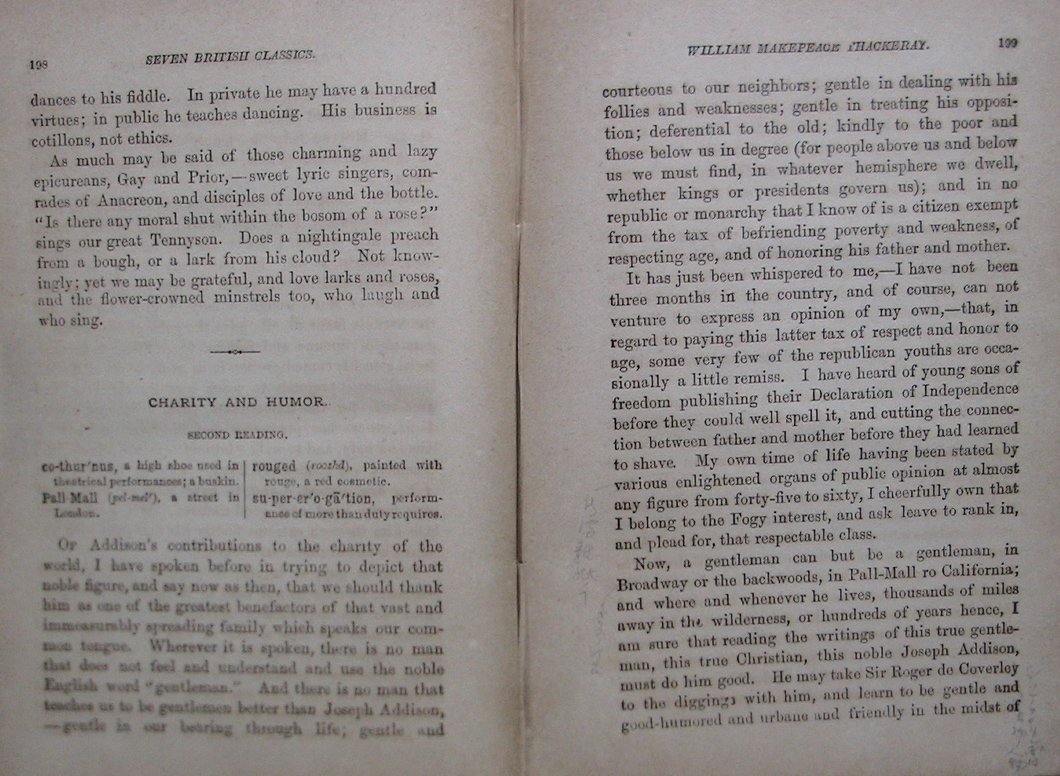 198
SEVEN BRITISH CLASSICS.
dances to his fiddle. In private he may have a hundred
virtues; in public he teaches dancing. His business is
cotillons, not ethics.
As much may be said of those charming and lazy
epicureans, Gay and Prior,—sweet lyric singers, com-
rades of Anacreon, and disciples of love and the bottle.
“Is there any moral shut within the bosom of a rose?”
sings our great Tennyson. Does a nightingale preach
from a bough, or a lark from his cloud? Not know-
ingly; yet we may be grateful, and love larks and roses,
and the flower-crowned minstrels too, who laugh and
who sing.
CHARITY AND HUMOR.
SECOND READING.
co-thur'nus, a high shoe used in
theatrical performances; a buskin.
Pall-Mall (pel-mel'), a street in
London.
rouged (roozhd), painted with
rouge, a red cosmetic.
su-per-er'o-gā'tion, perform-
ance of more than duty requires.
Of Addison's contributions to the charity of the
world, I have spoken before in trying to depict that
noble figure, and say now as then, that we should thank
him as one of the greatest benefactors of that vast and
immeasurably spreading family which speaks our com-
mon tongue. Wherever it is spoken, there is no man
that does not feel and understand and use the noble
English word “gentleman.” And there is no man that
teaches us to be gentlemen better than Joseph Addison,
—gentle in our bearing through life; gentle and
WILLIAM MAKEPEACE THACKERAY.
199
courteous to our neighbors; gentle in dealing with his
follies and weaknesses; gentle in treating his opposi-
tion; deferential to the old; kindly to the poor and
those below us in degree (for people above us and below
us we must find, in whatever hemisphere we dwell,
whether kings or presidents govern us); and in no
republic or monarchy that I know of is a citizen exempt
from the tax of befriending poverty and weakness, of
respecting age, and of honoring his father and mother.
It has just been whispered to me,—I have not been
three months in the country, and of course, can not
venture to express an opinion of my own,—that, in
regard to paying this latter tax of respect and honor to
age, some very few of the republican youths are occa-
sionally a little remiss. I have heard of young sons of
freedom publishing their Declaration of Independence
before they could well spell it, and cutting the connec-
tion between father and mother before they had learned
to shave. My own time of life having been stated by
various enlightened organs of public opinion at almost
any figure from forty-five to sixty, I cheerfully own that
I belong to the Fogy interest, and ask leave to rank in,
and plead for, that respectable class.
Now, a gentleman can but be a gentleman, in
Broadway or the backwoods, in Pall-Mall ro California;
and where and whenever he lives, thousands of miles
away in the wilderness, or hundreds of years hence, I
am sure that reading the writings of this true gentle-
man, this true Christian, this noble Joseph Addison,
must do him good. He may take Sir Roger de Coverley
to the diggings with him, and learn to be gentle and
good-humored and urbane and friendly in the midst of